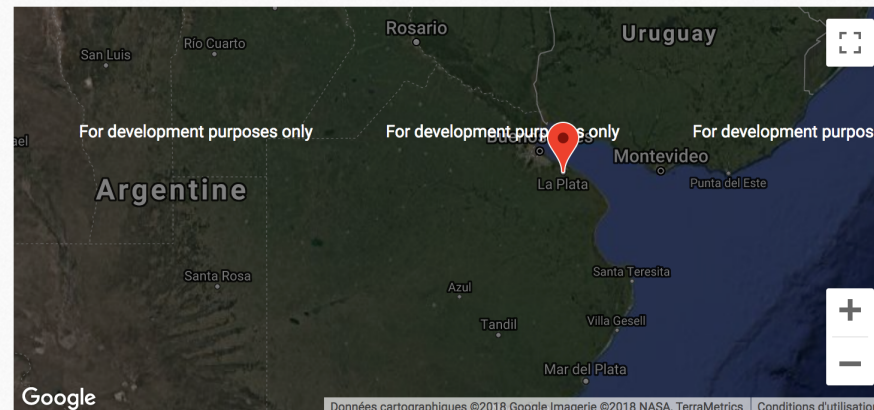 Rosario
Uruguay
San Luis
Río Cuarto
For development purposes only
For development purposes only
For development purpos
ael
Montevideo
La Plata
Punta del Este
Argentine
Santa Rosa
Santa Teresita
Azul
Villa Gesell
Tandil
Mar del Plata
Google
Données cartographiques ©2018 Google Imagerie ©2018 NASA, TerraMetrics
Conditions d'utilisation